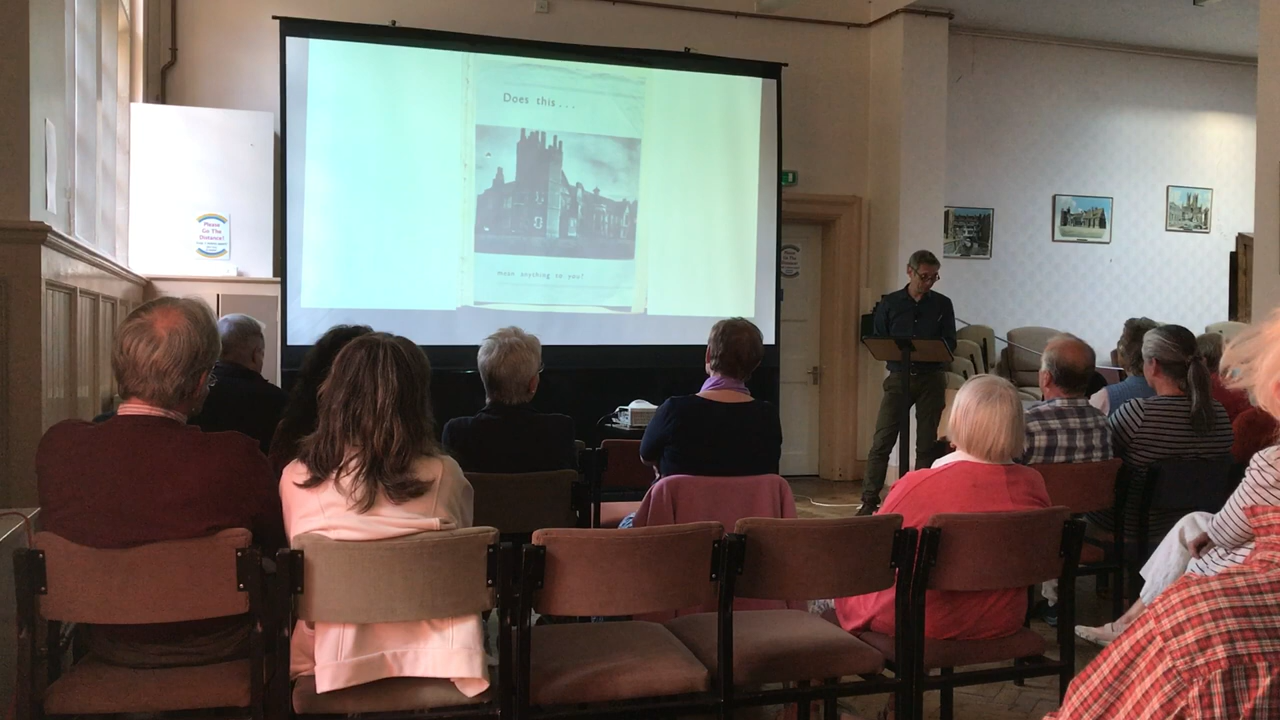 Does this...
mean anything to you?
Please
Go The
Distance!